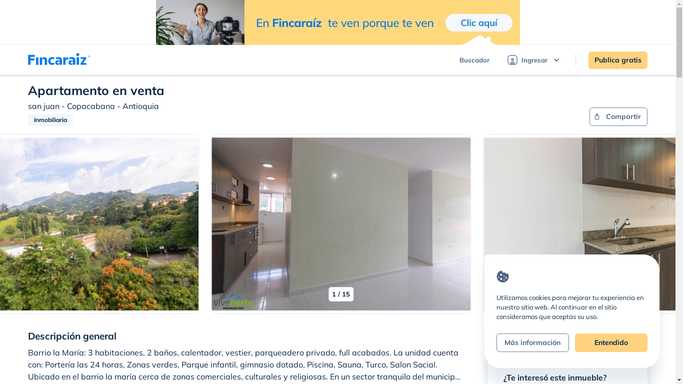 En Fincaraíz te ven porque te ven
Clic aquí
Fincaraiz
Buscador
Ingresar
Publica gratis
Apartamento en venta
san juan - Copacabana - Antioquia
Inmobiliaria
Compartir
1 / 15
Utilizamos cookies para mejorar tu experiencia en
nuestro sitio web. Al continuar en el sitio
consideramos que aceptas su uso.
Más información
Entendido
Descripción general
Barrio la María: 3 habitaciones, 2 baños, calentador, vestier, parqueadero privado, full acabados. La unidad cuenta
con: Portería las 24 horas, Zonas verdes, Parque infantil, gimnasio dotado, Piscina, Sauna, Turco, Salon Social.
Ubicado en el barrio la maría cerca de zonas comerciales, culturales y religiosas. En un sector tranquilo del municip...
¿Te interesó este inmueble?